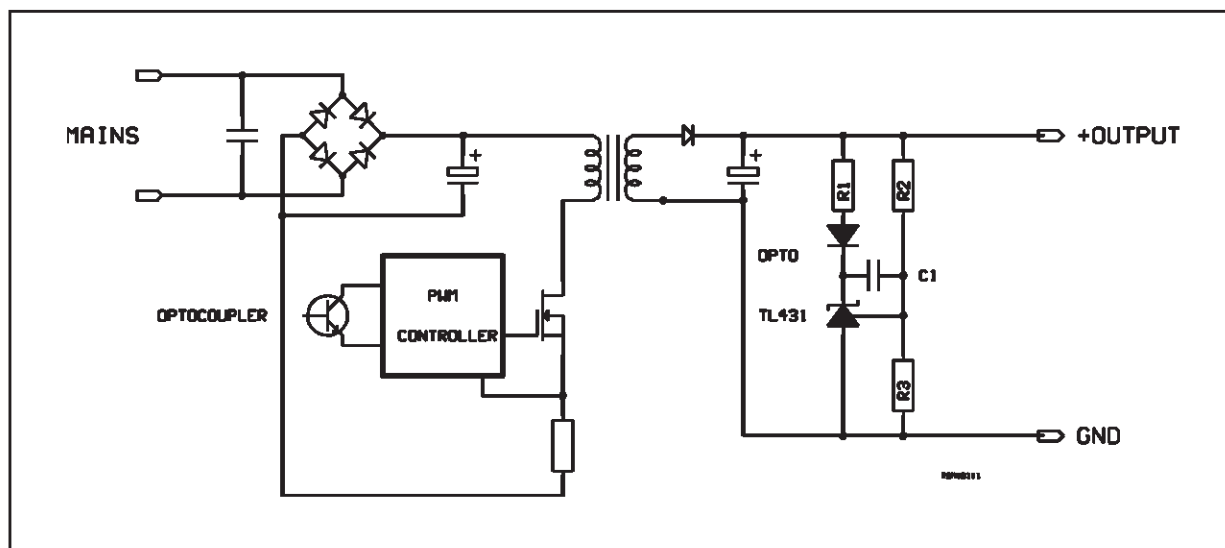 MAINS
+
+
+OUTPUT
R1
R2
OPTO
C1
OPTOCOUPLER
PWM
CONTROLLER
TL431
R3
GND